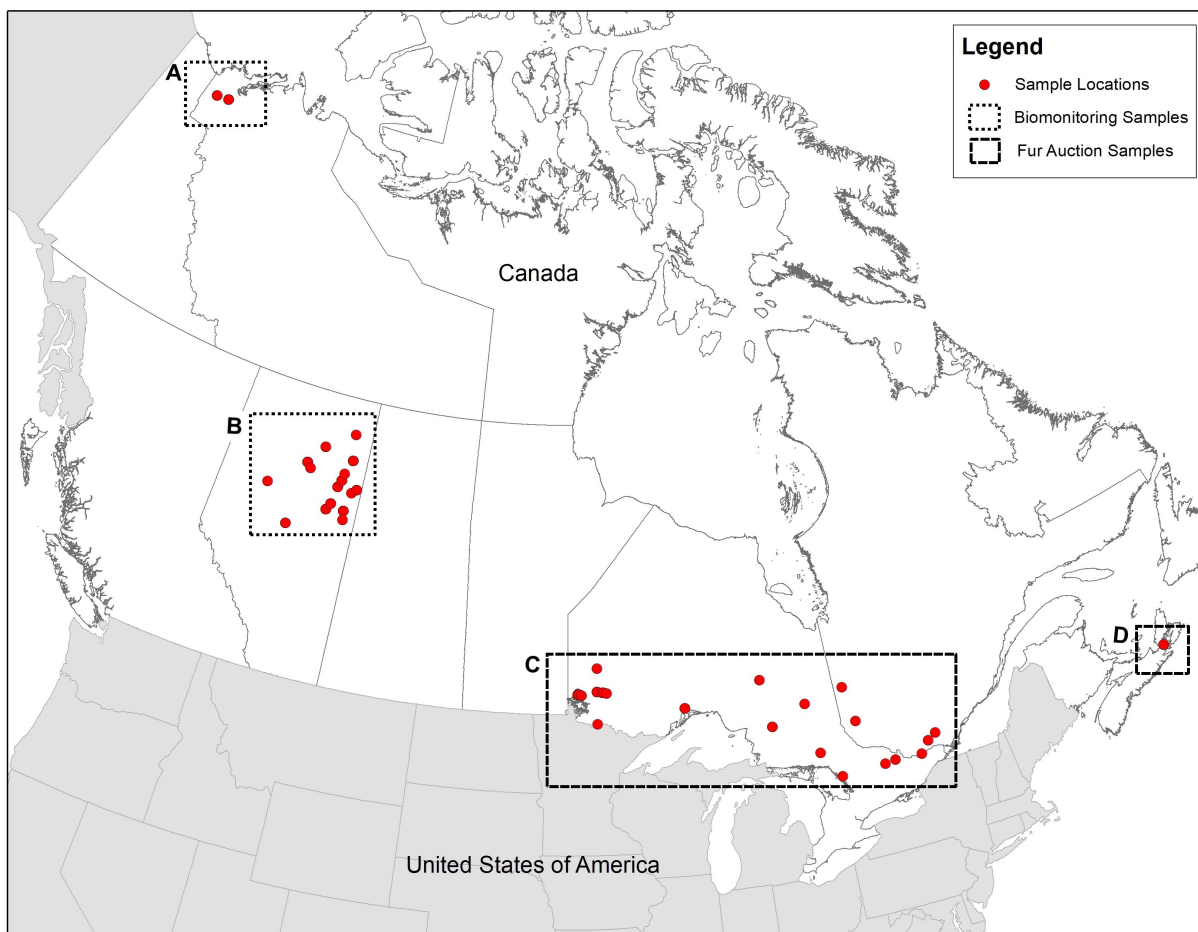 Legend
Sample Locations
Biomonitoring Samples
Fur Auction Samples
A
Canada
B
D
C
United States of America